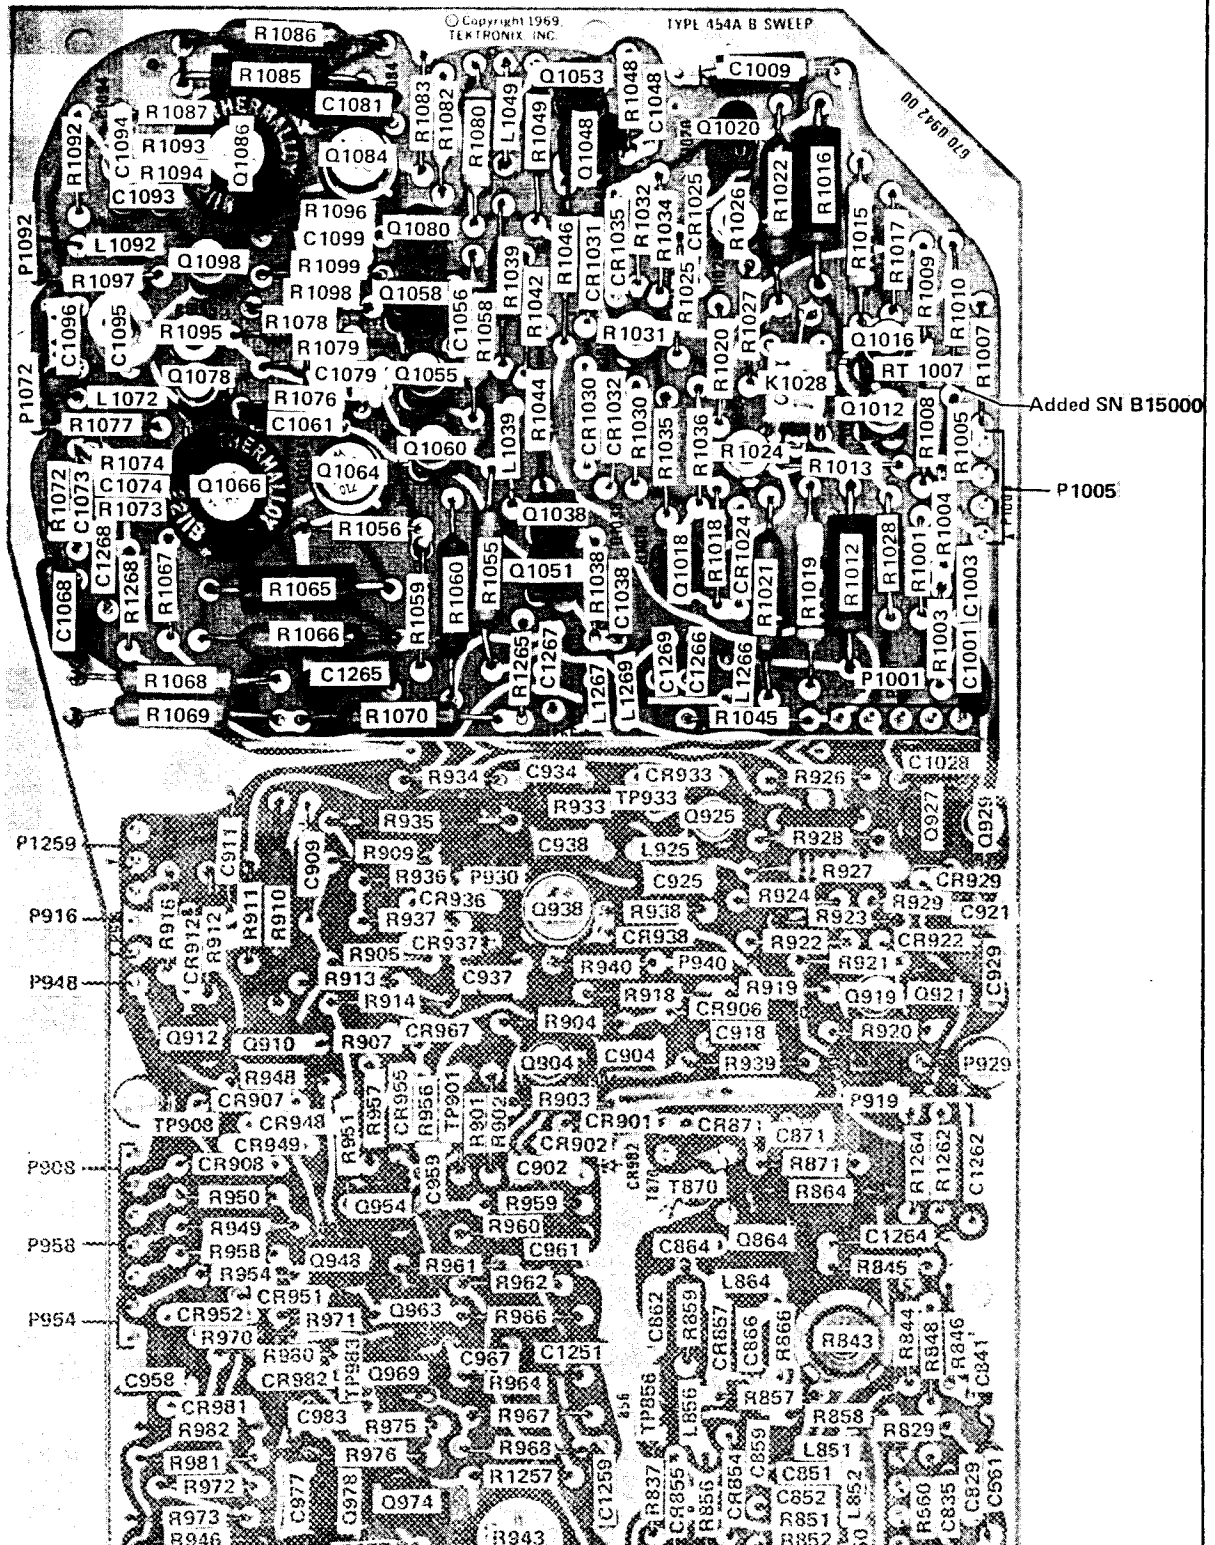 © Copyright 1969,
TEKTRONIX, INC.
TYPE 454A B SWEEP
670 0942 00
R1086
R1085
C1081
R1083
R1082
R1080
L1049
R1049
Q1053
R1048
C1048
C1009
R1092
C1094
R1087
R1093
R1094
C1093
THERMALLOY
Q1086
Q1084
Q1048
Q1020
R1022
R1016
P1092
L1092
R1097
Q1098
R1096
C1099
R1099
R1098
Q1080
Q1058
C1056
R1058
R1039
R1042
R1046
CR1031
CR1035
R1032
R1034
CR1025
R1025
R1026
R1027
R1015
R1017
R1009
R1010
R1007
C1096
C1095
R1095
R1078
R1079
C1079
R1031
R1020
Q1016
RT 1007
P1072
L1072
Q1078
R1076
C1061
Q1055
R1044
CR1030
CR1032
R1030
R1035
R1036
K1028
Q1012
R1008
R1005
Added SN B15000
R1077
R1074
C1074
R1073
R1072
C1073
THERMALLOY
Q1066
Q1064
Q1060
L1039
R1024
R1013
P1005
C1268
R1268
R1067
C1068
R1056
R1065
R1066
R1059
R1060
R1055
Q1038
Q1051
R1038
C1038
Q1018
R1018
CR1024
R1021
R1019
R1012
R1028
R1001
R1004
R1003
C1003
C1001
R1068
C1265
R1265
C1267
L1267
L1269
C1269
C1266
L1266
P1001
R1069
R1070
R1045
C1028
R934
C934
CR933
R926
R933
TP933
Q925
Q927
Q929
P1259
C911
C909
R935
R909
C938
L925
R928
R936
P930
C925
R927
CR929
P916
R916
CR912
R912
R911
R910
CR936
R937
Q938
R938
R924
R923
R929
C921
CR937
CR938
R922
CR922
P948
R905
R913
C937
R940
P940
R921
C929
R914
R918
CR906
R919
Q919
Q921
Q912
Q910
R907
CR967
R904
C918
R920
Q904
C904
R939
P929
R948
CR907
R957
CR955
R956
TP901
R901
R902
R903
P919
TP908
CR948
R951
CR901
CR871
C871
CR949
CR902
CR982
T870
R1264
R1262
C1262
P908
CR908
C959
C902
R871
R950
Q954
R959
T870
R864
R949
R960
P958
R958
Q948
C961
C864
Q864
C1264
R954
R961
R962
L864
R845
CR951
P954
CR952
R971
Q963
R966
C862
R859
CR857
C866
R866
R843
R844
R848
R846
C841
R970
R980
TP983
C967
C1251
C958
CR982
Q969
R964
856
TP856
L856
R857
CR981
C983
R975
R967
R858
R829
R982
R976
R968
L851
R981
R1257
C1259
R837
CR855
R856
CR854
C859
C851
L852
R972
C977
Q978
Q974
C852
R560
C835
C829
C561
R973
R943
R851
R946
R852